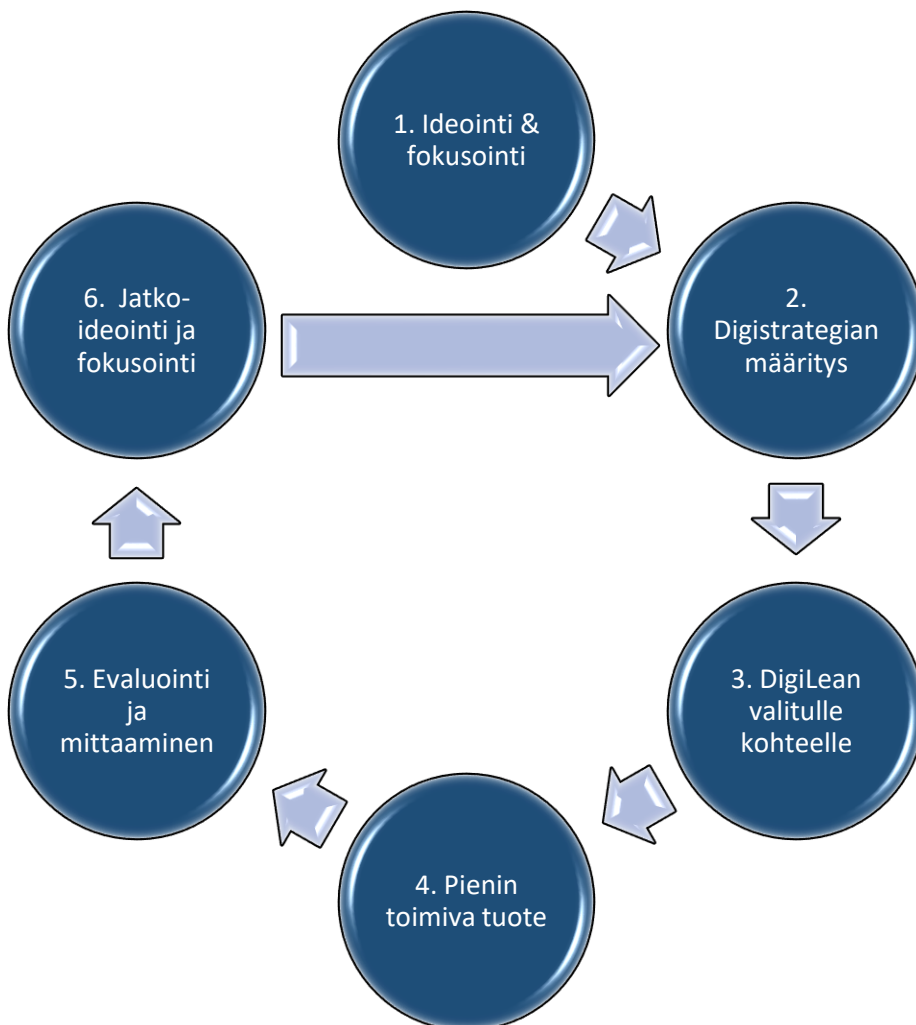 1. Ideointi &
fokusointi
2.
Digistrategian
määritys
3. DigiLean
valitulle
kohteelle
4. Pienin
toimiva tuote
5. Evaluointi
ja
mittaaminen
6. Jatko-
ideointi ja
fokusointi